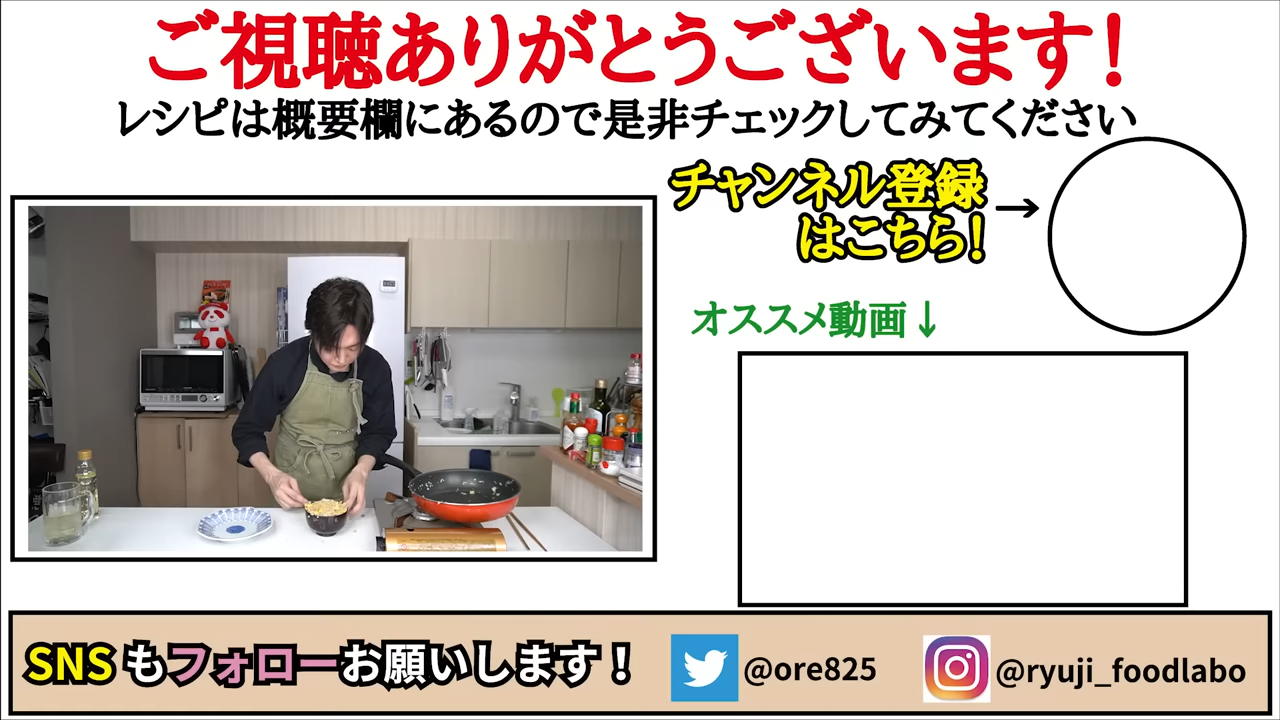 ご視聴ありがとうございます!
レシピは概要欄にあるので是非チェックしてみてください
チャンネル登録
はこちら!
→
オススメ動画↓
SNSもフォローお願いします!
@ore825
@ryuji_foodlabo